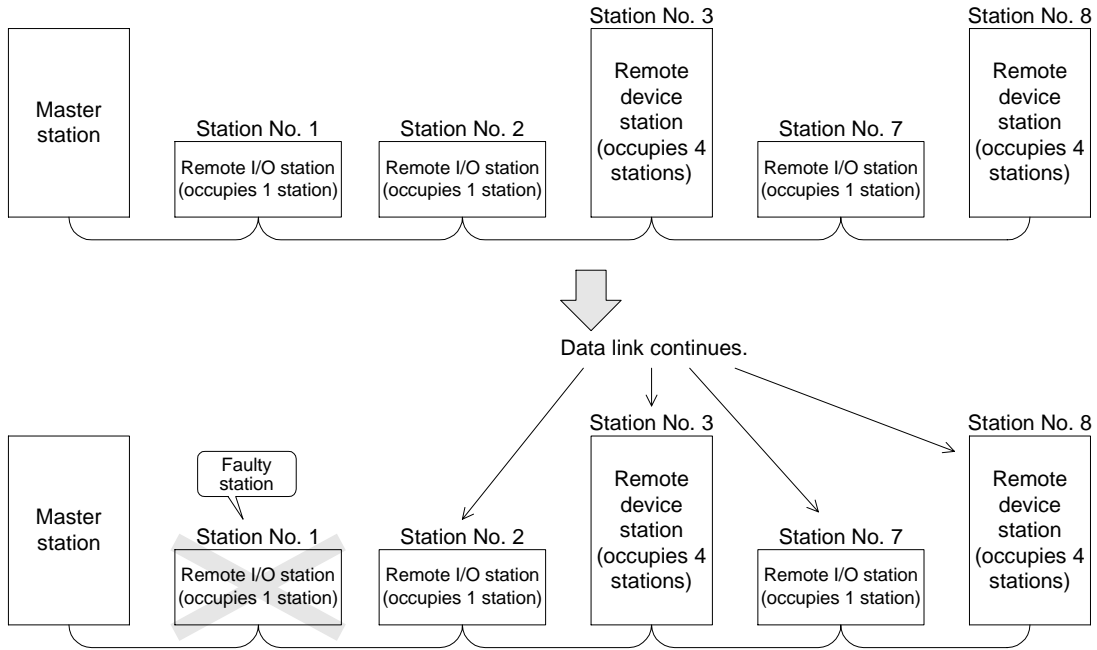 Station No. 3
Station No. 8
Master
station
Remote
device
station
(occupies 4
stations)
Remote
device
station
(occupies 4
stations)
Station No. 1
Station No. 2
Station No. 7
Remote I/O station
(occupies 1 station)
Remote I/O station
(occupies 1 station)
Remote I/O station
(occupies 1 station)
Data link continues.
Station No. 3
Station No. 8
Faulty
station
Master
station
Remote
device
station
(occupies 4
stations)
Remote
device
station
(occupies 4
stations)
Station No. 1
Station No. 2
Station No. 7
Remote I/O station
(occupies 1 station)
Remote I/O station
(occupies 1 station)
Remote I/O station
(occupies 1 station)